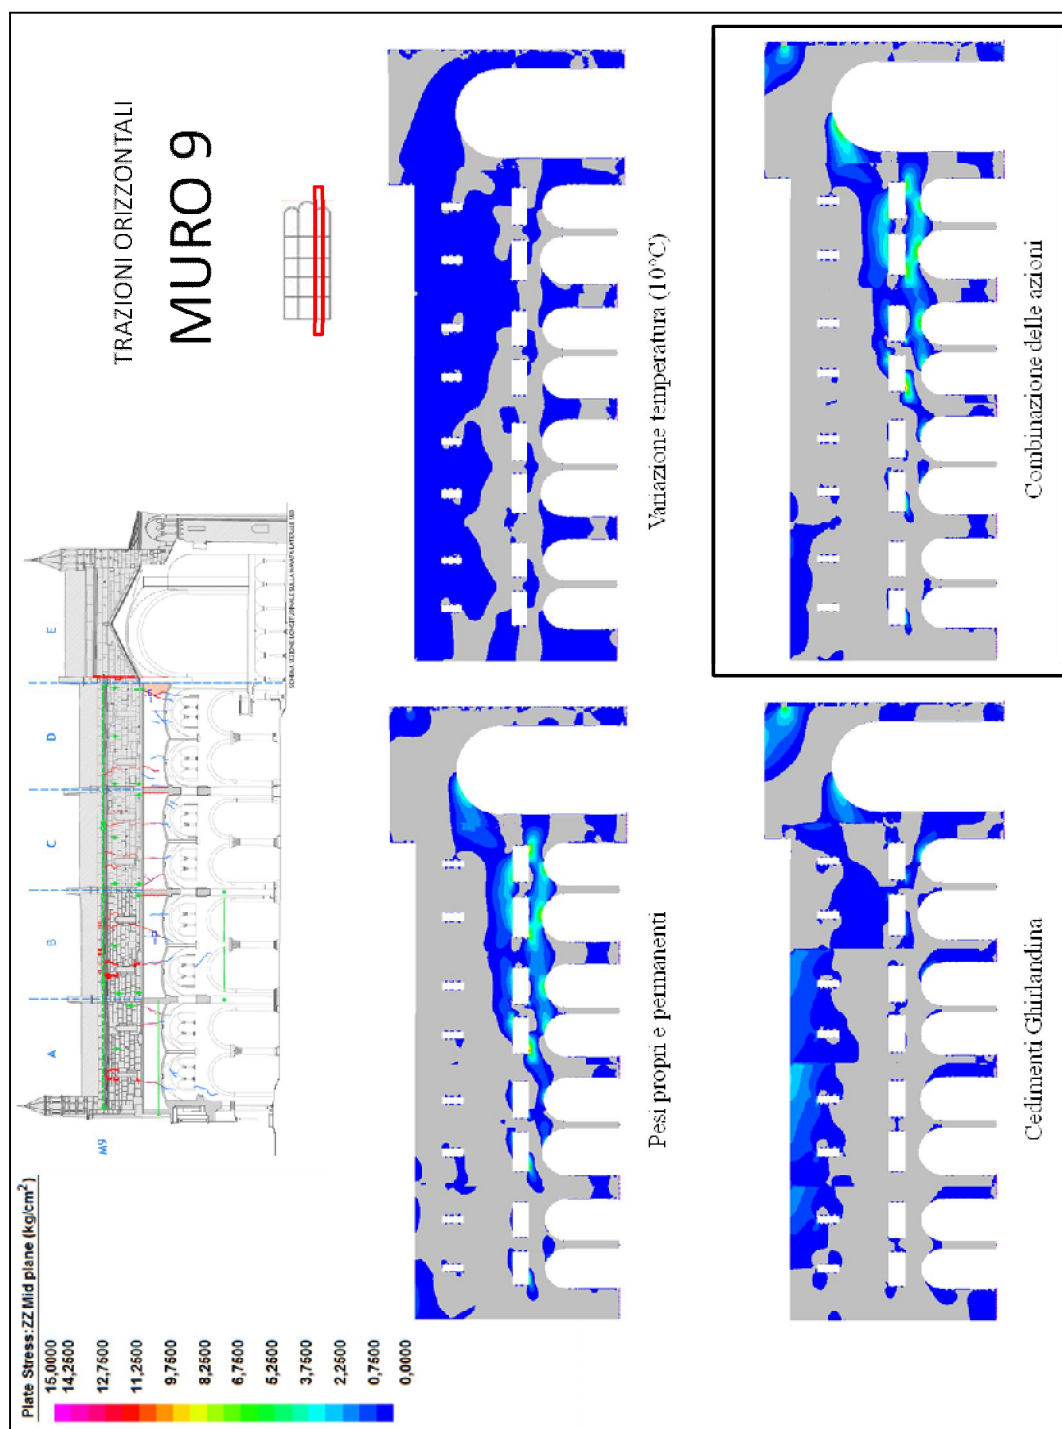 TRAZIONI ORIZZONTALI
MURO 9
Plate Stress:ZZ Mid plane (kg/cm²)
15,0000
14,2500
12,7500
11,2500
9,7500
8,2500
6,7500
5,2500
3,7500
2,2500
0,7500
0,0000
M9
A
B
C
D
E
Pesi propri e permanenti
Variazione temperatura (10°C)
Cedimenti Ghirlandina
Combinazione delle azioni